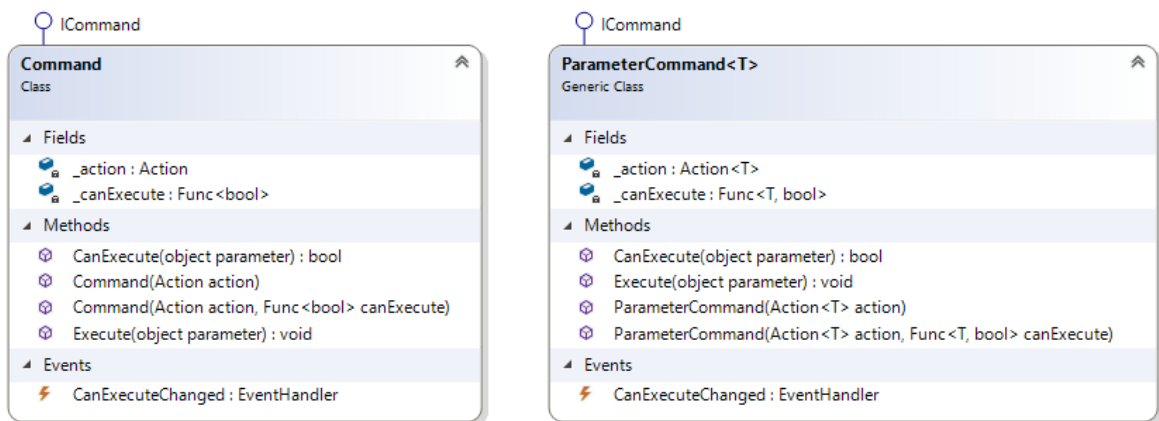 ICommand
Command
Class
Fields
_action : Action
_canExecute : Func<bool>
Methods
CanExecute(object parameter) : bool
Command(Action action)
Command(Action action, Func<bool> canExecute)
Execute(object parameter) : void
Events
CanExecuteChanged : EventHandler
ICommand
ParameterCommand<T>
Generic Class
Fields
_action : Action<T>
_canExecute : Func<T, bool>
Methods
CanExecute(object parameter) : bool
Execute(object parameter) : void
ParameterCommand(Action<T> action)
ParameterCommand(Action<T> action, Func<T, bool> canExecute)
Events
CanExecuteChanged : EventHandler